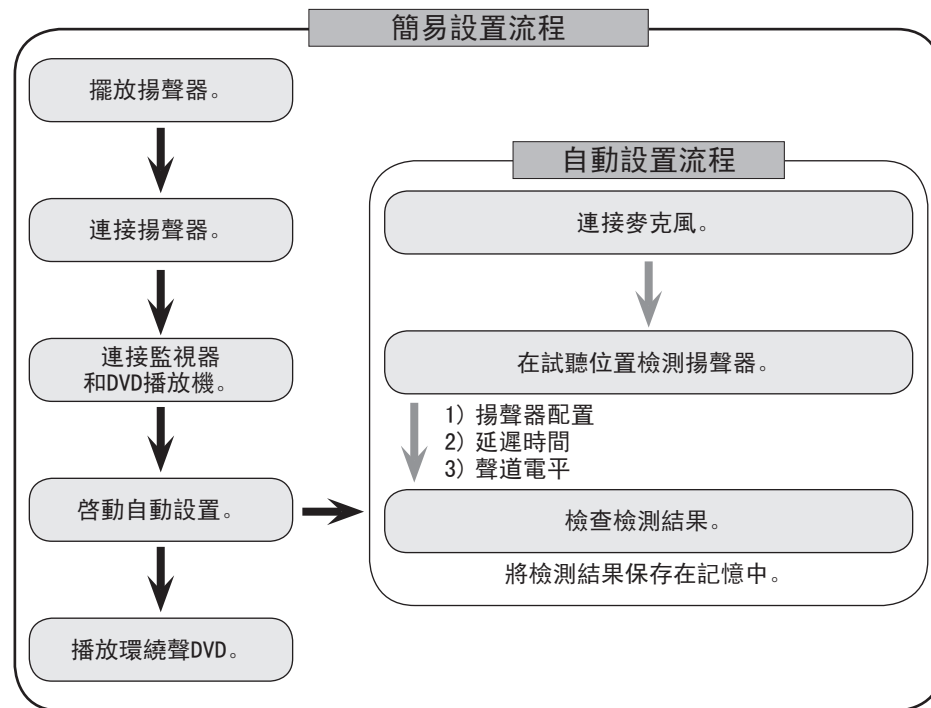 簡易設置流程
擺放揚聲器。
連接揚聲器。
連接監視器
和DVD播放機。
啓動自動設置。
播放環繞聲DVD。
自動設置流程
連接麥克風。
在試聽位置檢測揚聲器。
1) 揚聲器配置
2) 延遲時間
3) 聲道電平
檢查檢測結果。
將檢測結果保存在記憶中。